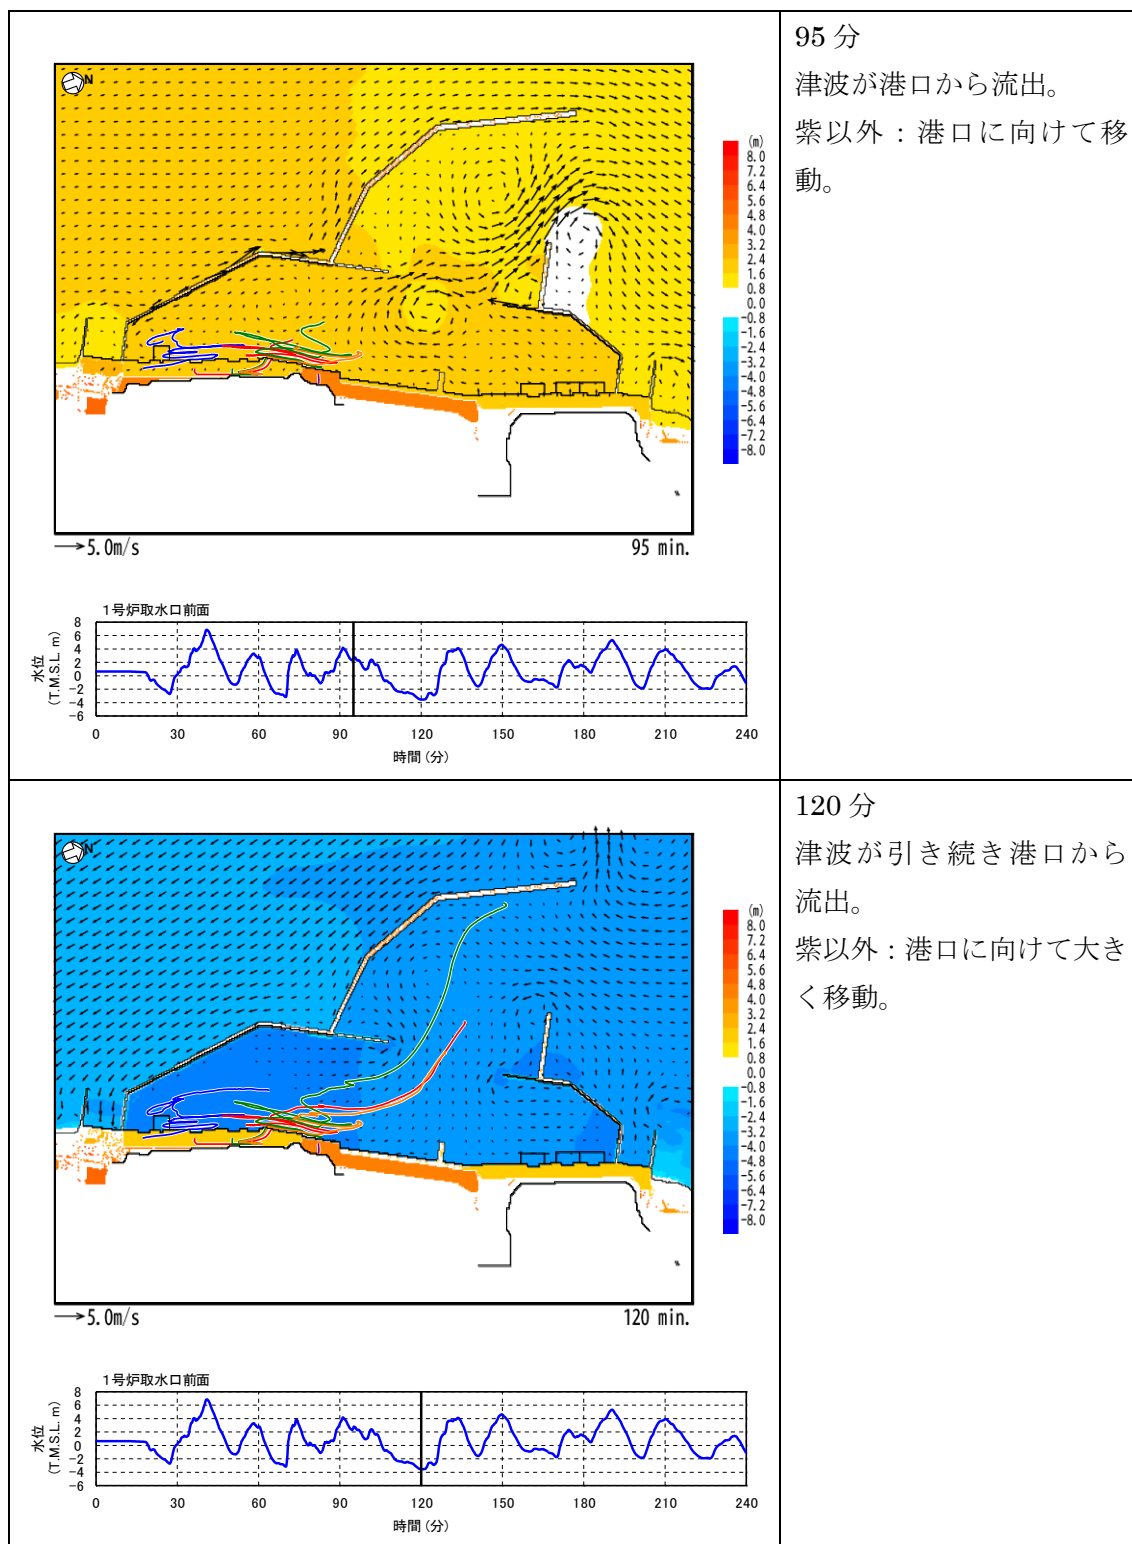 95 分
津波が港口から流出。
紫以外：港口に向けて移
動。
N
(m)
8.0
7.2
6.4
5.6
4.8
4.0
3.2
2.4
1.6
0.8
0.0
-0.8
-1.6
-2.4
-3.2
-4.0
-4.8
-5.6
-6.4
-7.2
-8.0
5.0m/s
95 min.
1号炉取水口前面
水位
(T.M.S.L. m)
8
6
4
2
0
-2
-4
-6
0 30 60 90 120 150 180 210 240
時間(分)
120 分
津波が引き続き港口から
流出。
紫以外：港口に向けて大き
く移動。
N
(m)
8.0
7.2
6.4
5.6
4.8
4.0
3.2
2.4
1.6
0.8
0.0
-0.8
-1.6
-2.4
-3.2
-4.0
-4.8
-5.6
-6.4
-7.2
-8.0
5.0m/s
120 min.
1号炉取水口前面
水位
(T.M.S.L. m)
8
6
4
2
0
-2
-4
-6
0 30 60 90 120 150 180 210 240
時間(分)